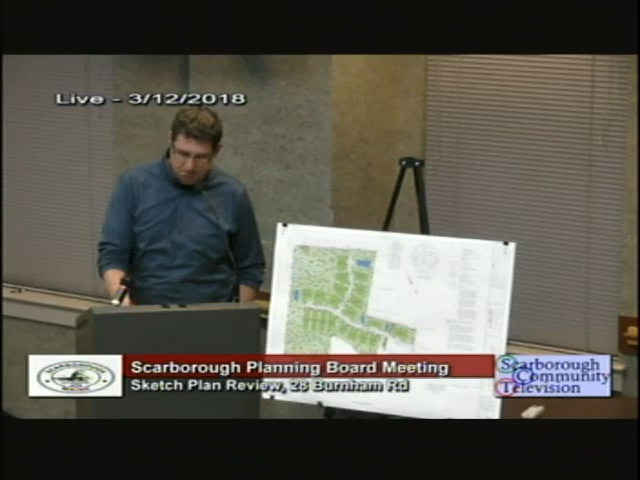 Live - 3/12/2018
Scarborough Planning Board Meeting
Sketch Plan Review, 28 Burnham Rd
Scarborough
Community
Television